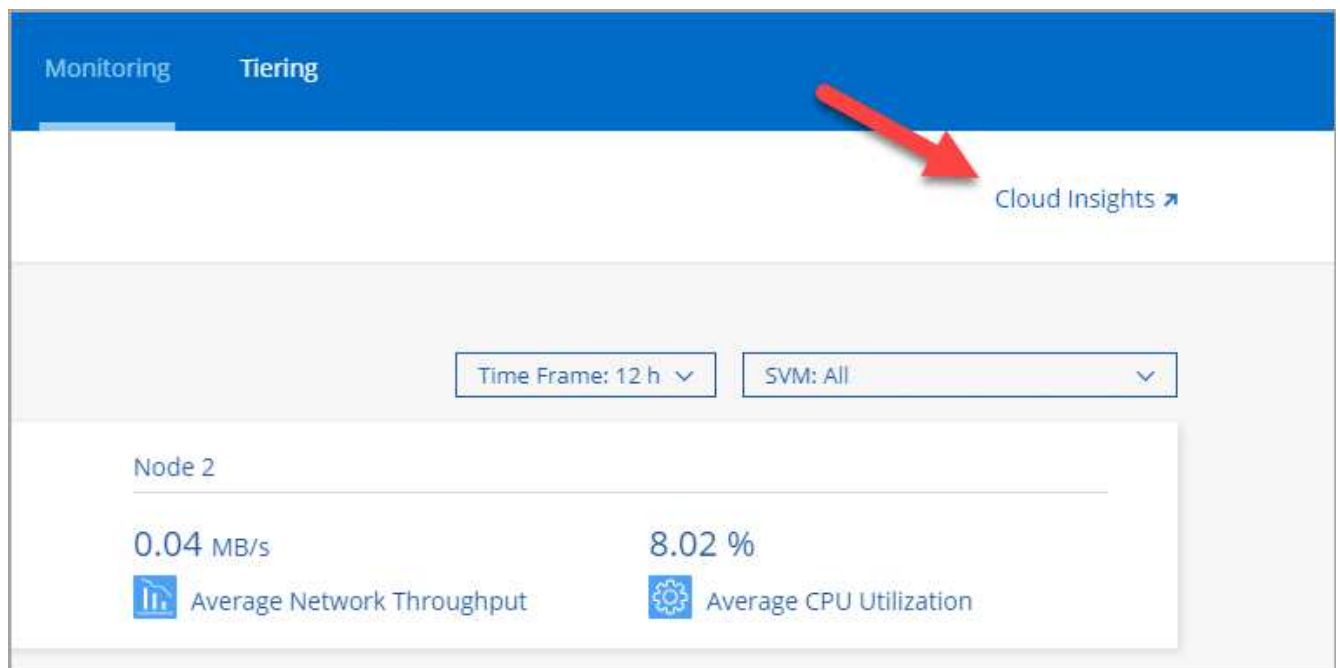 Monitoring Tiering
Cloud Insights
Time Frame: 12 h SVM: All
Node 2
0.04 MB/s 8.02 %
Average Network Throughput Average CPU Utilization